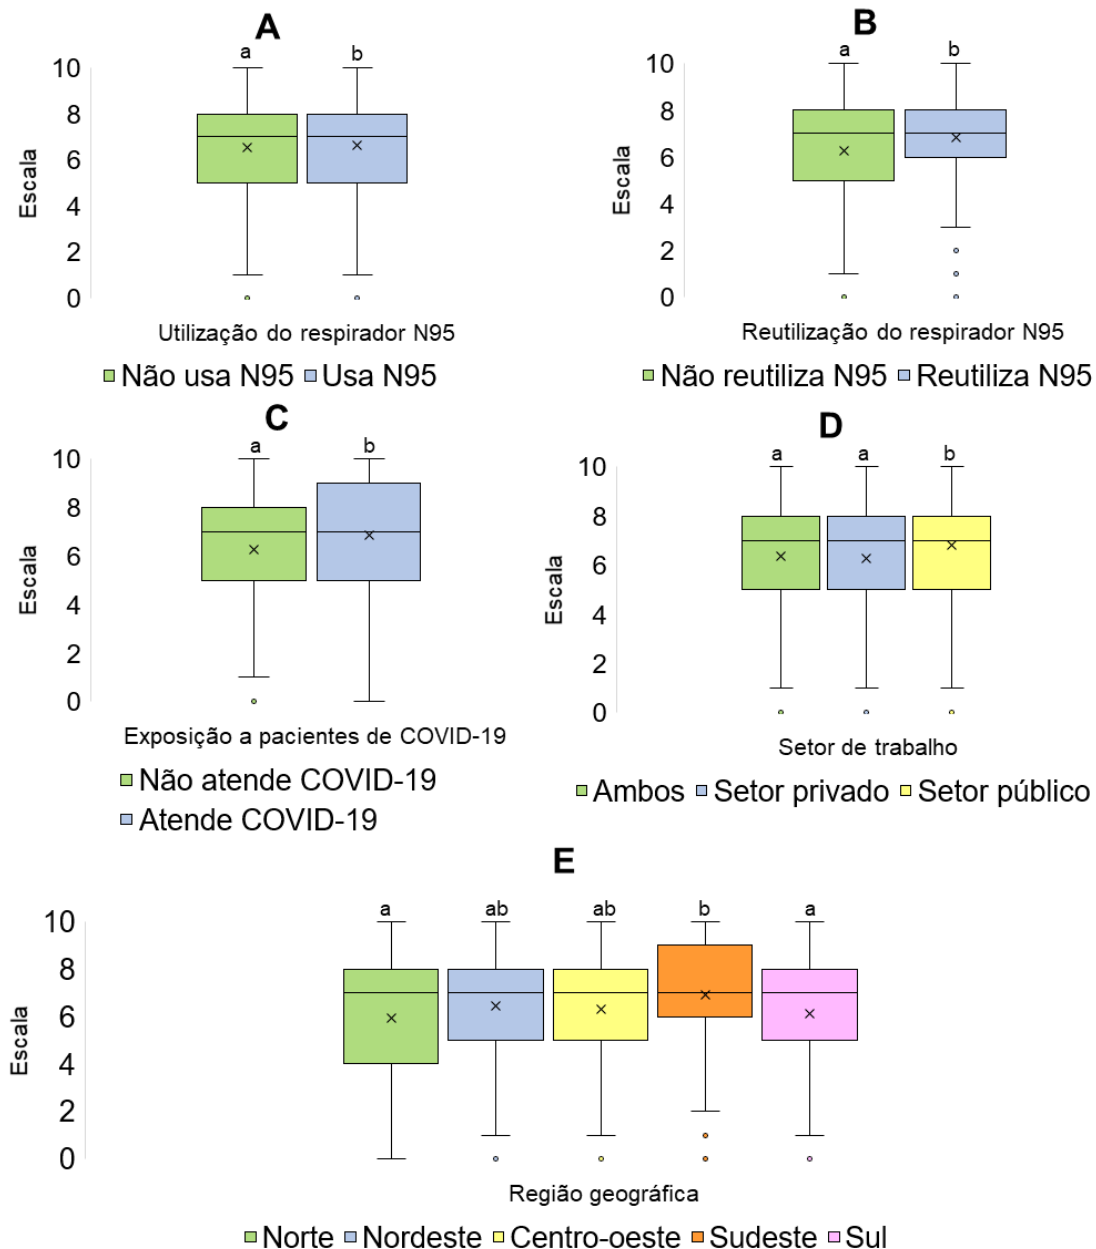 A
a b
10
8
6
4
2
0
Escala
Utilização do respirador N95
Não usa N95 Usa N95
B
a b
10
8
6
4
2
0
Escala
Reutilização do respirador N95
Não reutiliza N95 Reutiliza N95
C
a b
10
8
6
4
2
0
Escala
Exposição a pacientes de COVID-19
Não atende COVID-19
Atende COVID-19
D
a a b
10
8
6
4
2
0
Escala
Setor de trabalho
Ambos Setor privado Setor público
E
a ab ab b a
10
8
6
4
2
0
Escala
Região geográfica
Norte Nordeste Centro-oeste Sudeste Sul